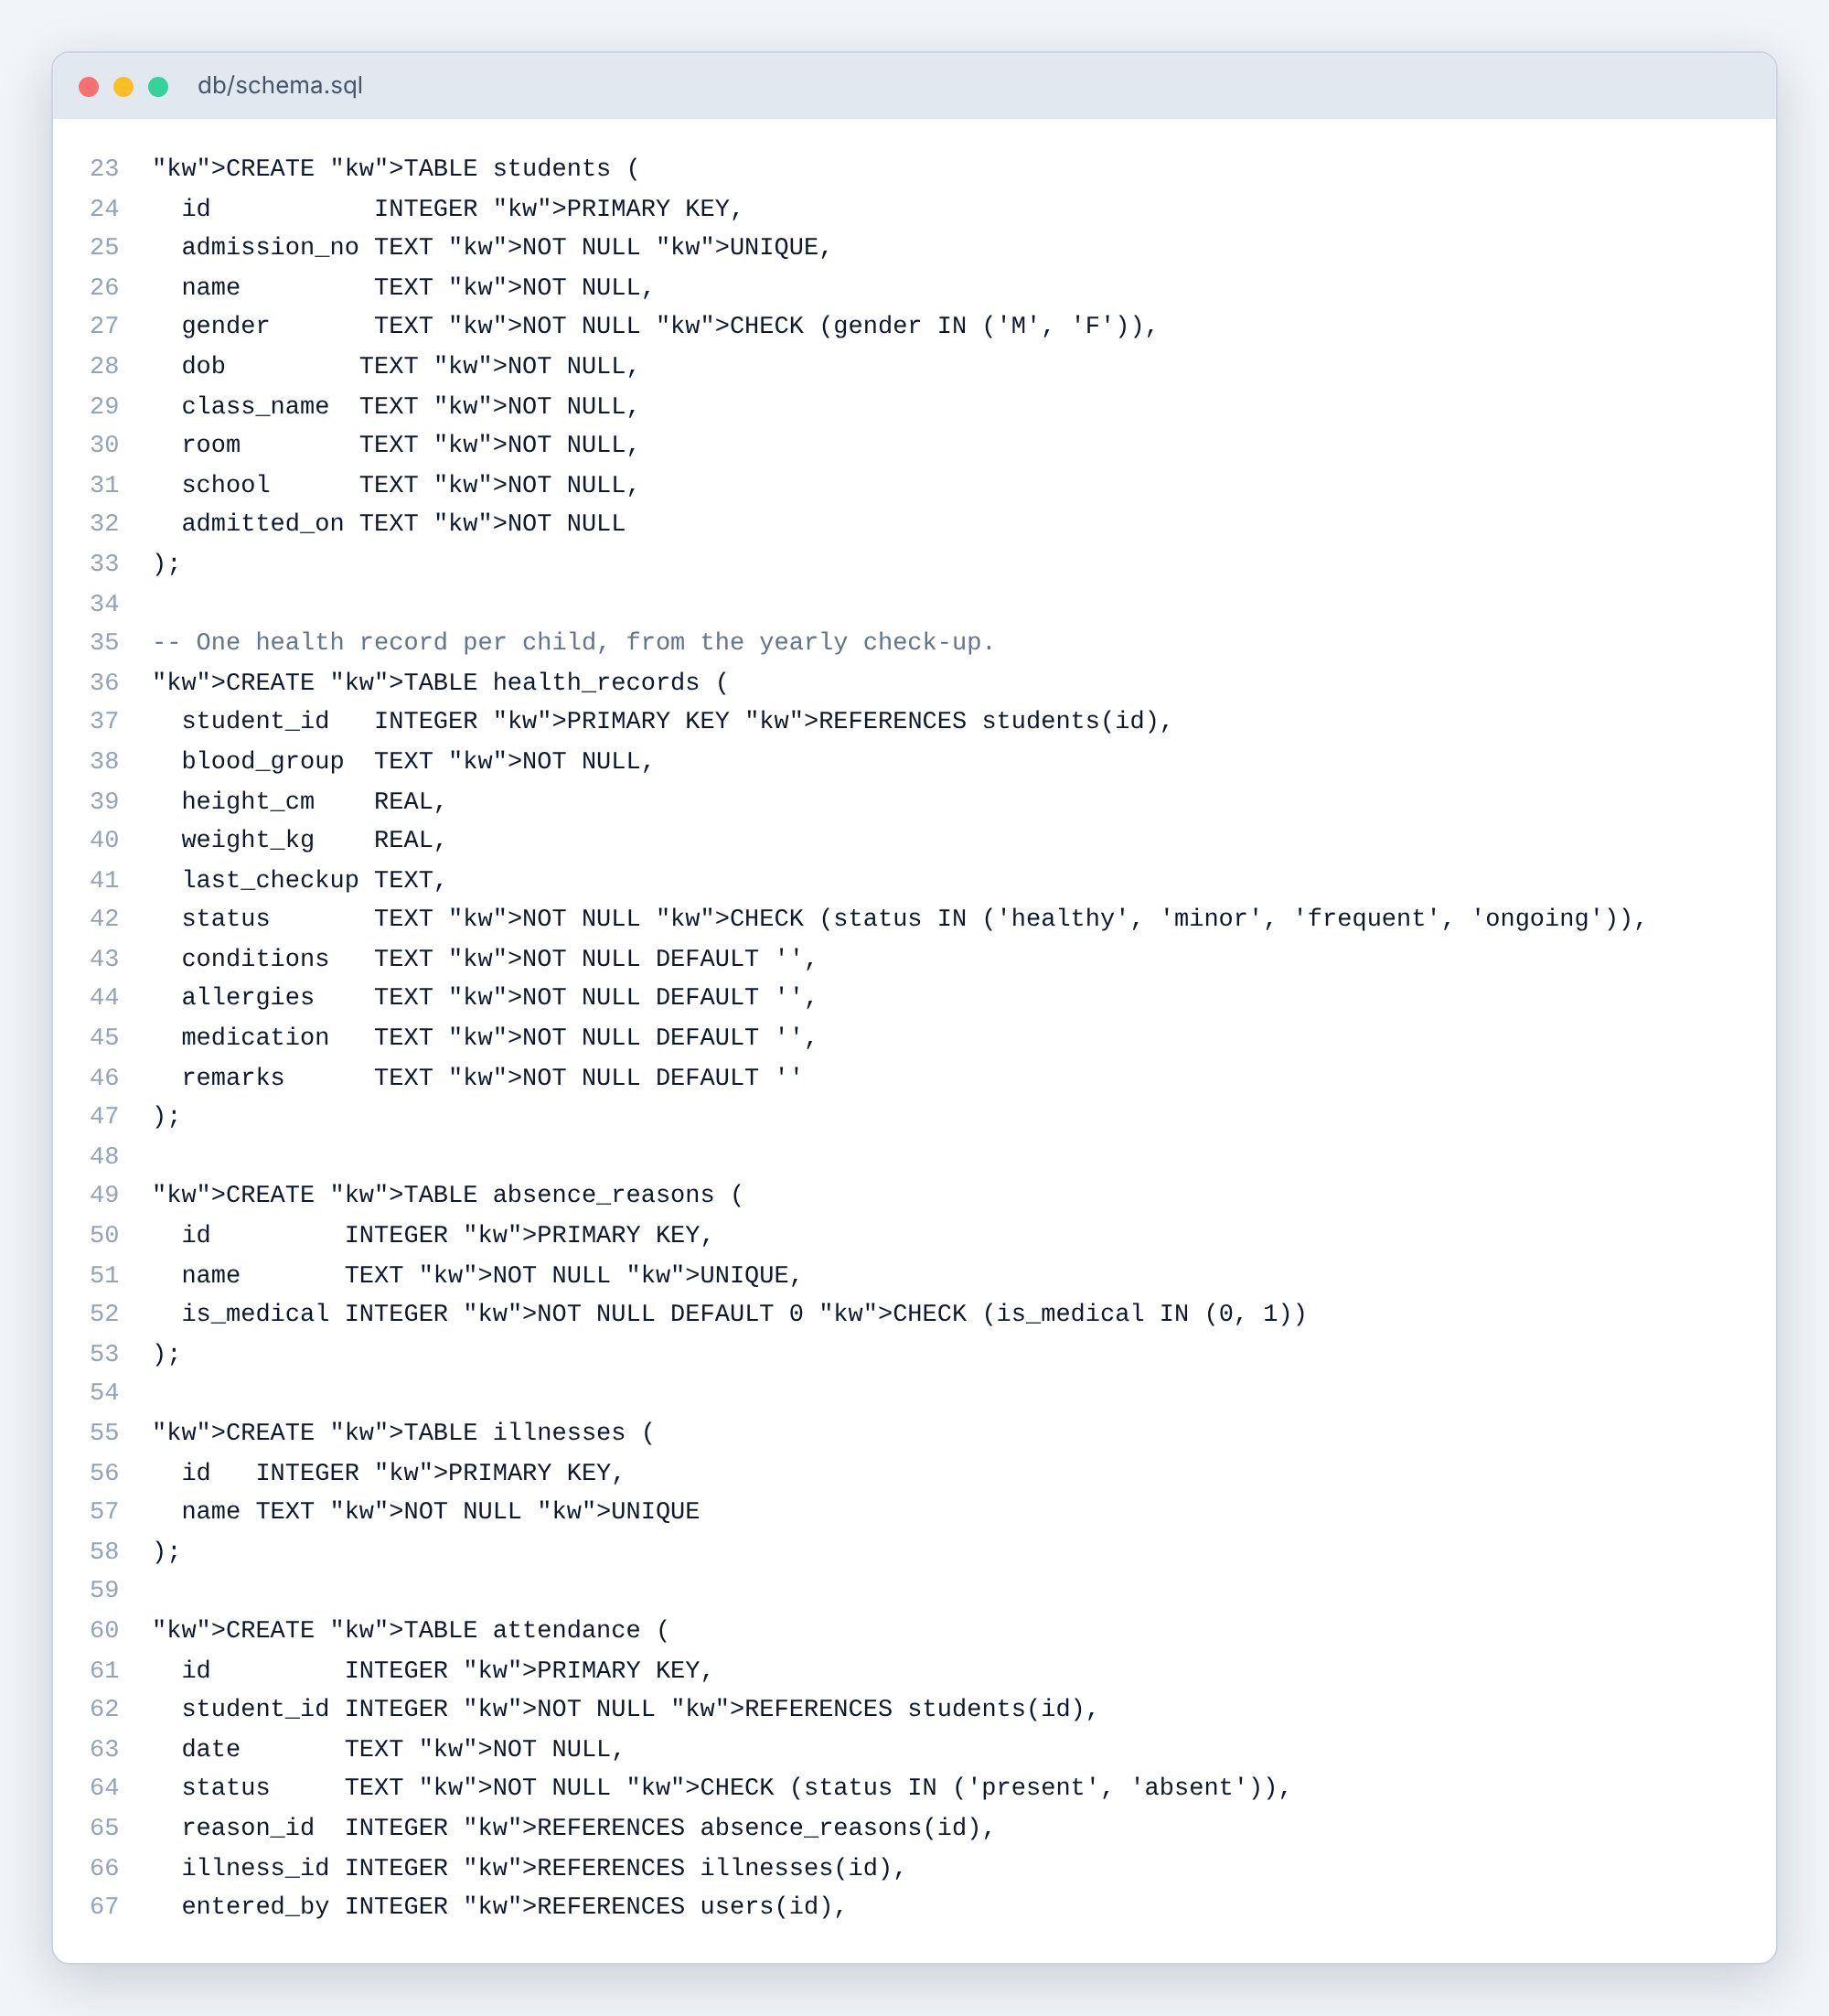 db/schema.sql
23 "kw">CREATE "kw">TABLE students (
24   id           INTEGER "kw">PRIMARY KEY,
25   admission_no TEXT "kw">NOT NULL "kw">UNIQUE,
26   name         TEXT "kw">NOT NULL,
27   gender       TEXT "kw">NOT NULL "kw">CHECK (gender IN ('M', 'F')),
28   dob         TEXT "kw">NOT NULL,
29   class_name  TEXT "kw">NOT NULL,
30   room        TEXT "kw">NOT NULL,
31   school      TEXT "kw">NOT NULL,
32   admitted_on TEXT "kw">NOT NULL
33 );
34
35 -- One health record per child, from the yearly check-up.
36 "kw">CREATE "kw">TABLE health_records (
37   student_id   INTEGER "kw">PRIMARY KEY "kw">REFERENCES students(id),
38   blood_group  TEXT "kw">NOT NULL,
39   height_cm    REAL,
40   weight_kg    REAL,
41   last_checkup TEXT,
42   status       TEXT "kw">NOT NULL "kw">CHECK (status IN ('healthy', 'minor', 'frequent', 'ongoing')),
43   conditions   TEXT "kw">NOT NULL DEFAULT '',
44   allergies    TEXT "kw">NOT NULL DEFAULT '',
45   medication   TEXT "kw">NOT NULL DEFAULT '',
46   remarks      TEXT "kw">NOT NULL DEFAULT ''
47 );
48
49 "kw">CREATE "kw">TABLE absence_reasons (
50   id         INTEGER "kw">PRIMARY KEY,
51   name       TEXT "kw">NOT NULL "kw">UNIQUE,
52   is_medical INTEGER "kw">NOT NULL DEFAULT 0 "kw">CHECK (is_medical IN (0, 1))
53 );
54
55 "kw">CREATE "kw">TABLE illnesses (
56   id   INTEGER "kw">PRIMARY KEY,
57   name TEXT "kw">NOT NULL "kw">UNIQUE
58 );
59
60 "kw">CREATE "kw">TABLE attendance (
61   id         INTEGER "kw">PRIMARY KEY,
62   student_id INTEGER "kw">NOT NULL "kw">REFERENCES students(id),
63   date       TEXT "kw">NOT NULL,
64   status     TEXT "kw">NOT NULL "kw">CHECK (status IN ('present', 'absent')),
65   reason_id  INTEGER "kw">REFERENCES absence_reasons(id),
66   illness_id INTEGER "kw">REFERENCES illnesses(id),
67   entered_by INTEGER "kw">REFERENCES users(id),